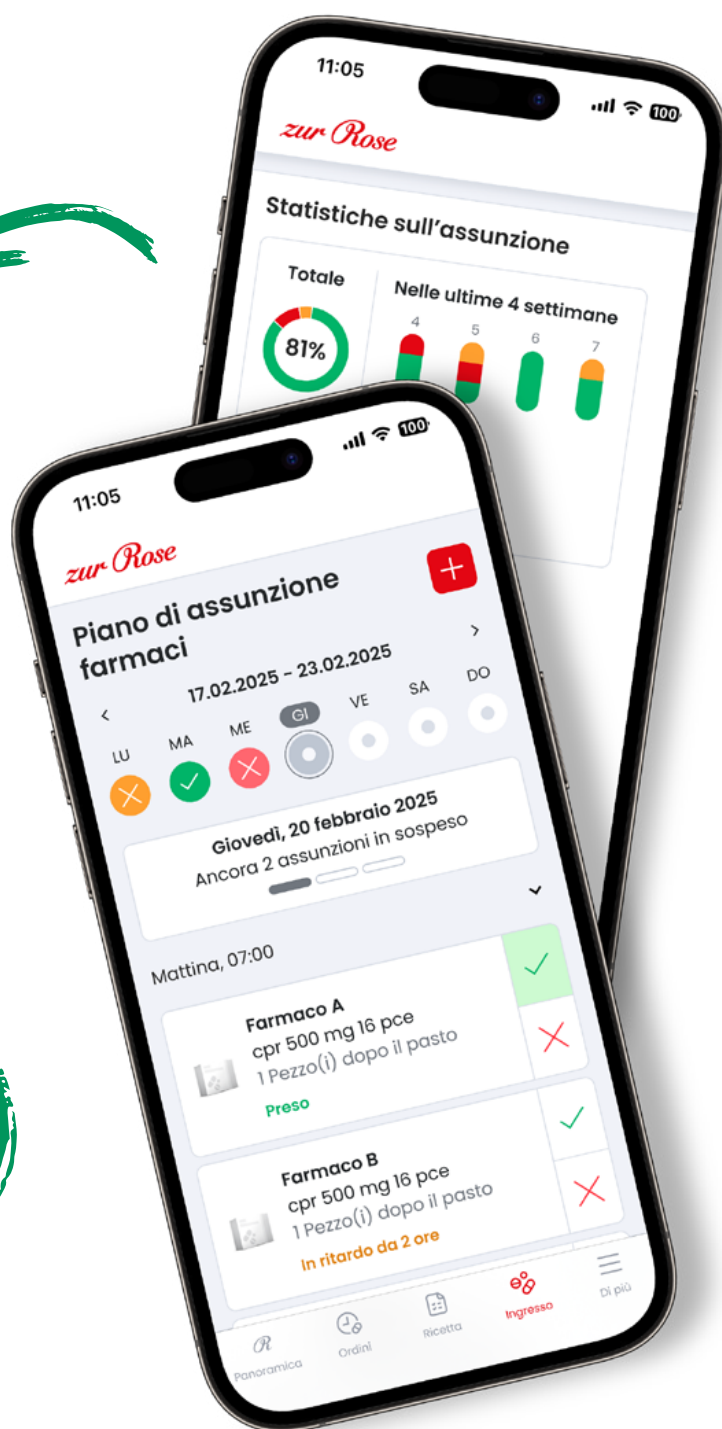 11:05
100
zur Rose
Statistiche sull'assunzione
Totale
81%
Nelle ultime 4 settimane
4 5 6 7
11:05
100
zur Rose
Piano di assunzione
farmaci
17.02.2025 - 23.02.2025
LU MA ME GI VE SA DO
Giovedì, 20 febbraio 2025
Ancora 2 assunzioni in sospeso
Mattina, 07:00
Farmaco A
cpr 500 mg 16 pce
1 Pezzo(i) dopo il pasto
Preso
Farmaco B
cpr 500 mg 16 pce
1 Pezzo(i) dopo il pasto
In ritardo da 2 ore
Panoramica Ordini Ricetta Ingresso Di più